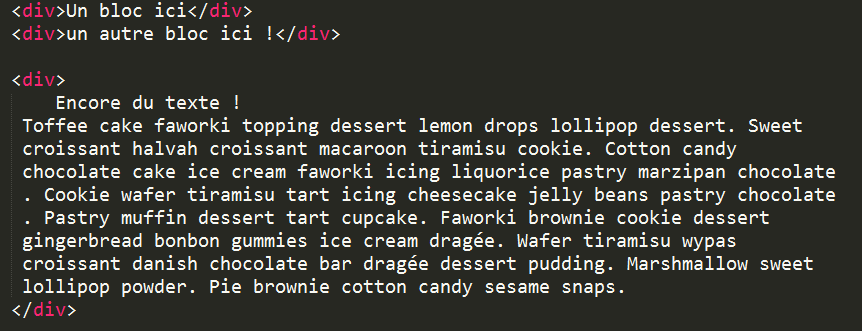 <div>Un bloc ici</div>
<div>un autre bloc ici !</div>
<div>
Encore du texte !
Toffee cake faworki topping dessert lemon drops lollipop dessert. Sweet
croissant halvah croissant macaroon tiramisu cookie. Cotton candy
chocolate cake ice cream faworki icing liquorice pastry marzipan chocolate
. Cookie wafer tiramisu tart icing cheesecake jelly beans pastry chocolate
. Pastry muffin dessert tart cupcake. Faworki brownie cookie dessert
gingerbread bonbon gummies ice cream dragée. Wafer tiramisu wypas
croissant danish chocolate bar dragée dessert pudding. Marshmallow sweet
lollipop powder. Pie brownie cotton candy sesame snaps.
</div>